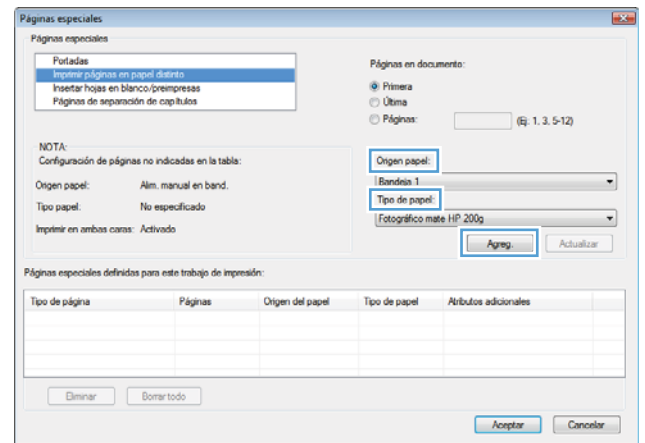 Páginas especiales
Páginas especiales
Portadas
Imprimir páginas en papel distinto
Insertar hojas en blanco/preimpresas
Páginas de separación de capítulos
Páginas en documento:
Primera
Última
Páginas:
(Ej: 1, 3, 5-12)
NOTA:
Configuración de páginas no indicadas en la tabla:
Origen papel: Alim. manual en band.
Tipo papel: No especificado
Imprimir en ambas caras: Activado
Origen papel:
Bandeja 1
Tipo de papel:
Fotográfico mate HP 200g
Agreg. Actualizar
Páginas especiales definidas para este trabajo de impresión:
Tipo de página Páginas Origen del papel Tipo de papel Atributos adicionales
Eliminar Borrar todo
Aceptar Cancelar